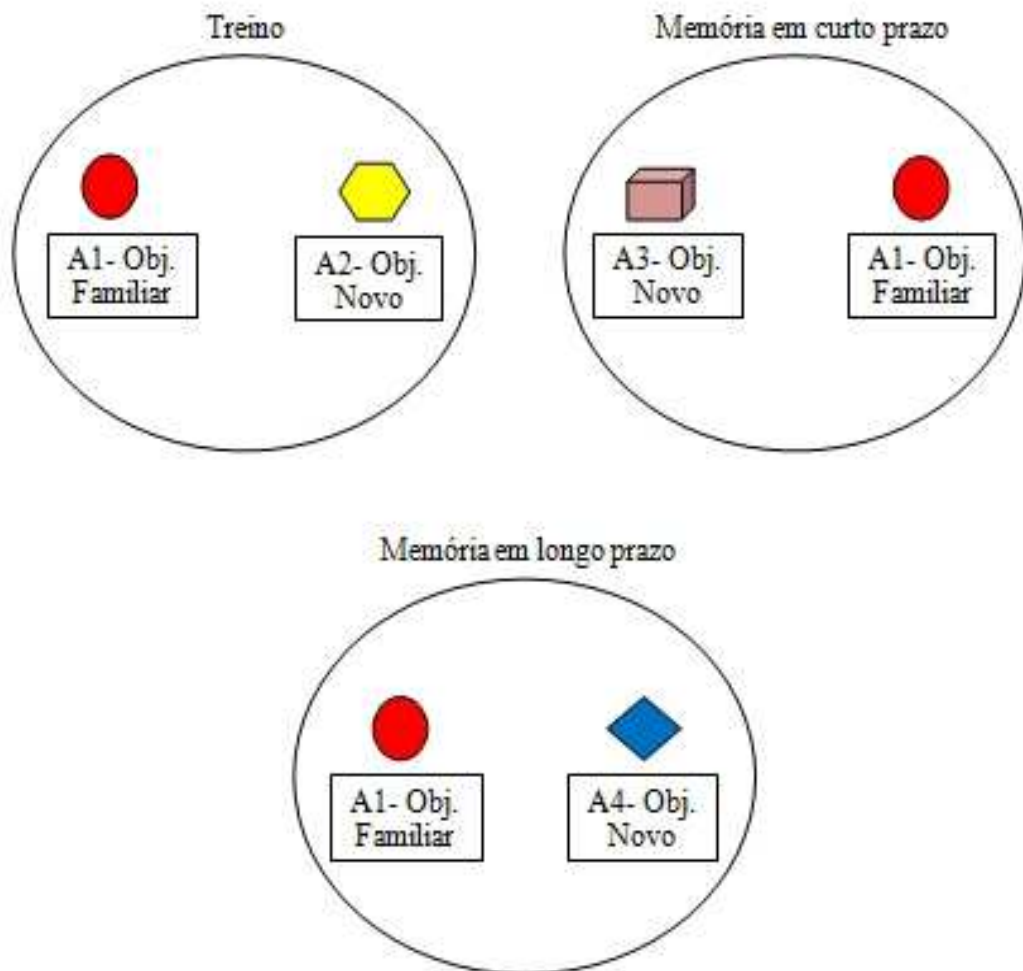 Treino
Memória em curto prazo
A1- Obj.
Familiar
A2- Obj.
Novo
A3- Obj.
Novo
A1- Obj.
Familiar
Memória em longo prazo
A1- Obj.
Familiar
A4- Obj.
Novo